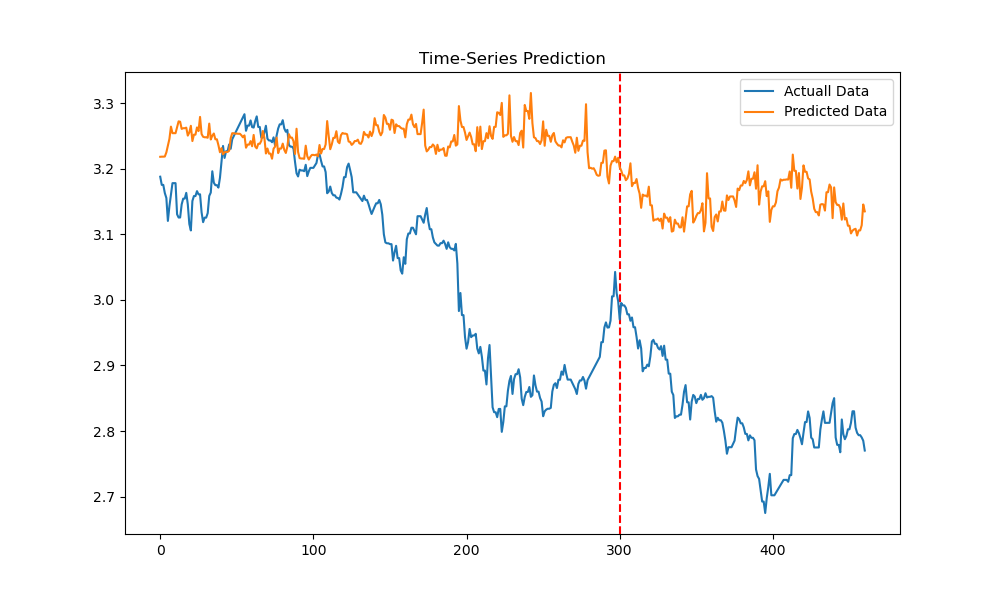 Time-Series Prediction
Actuall Data
Predicted Data
3.3
3.2
3.1
3.0
2.9
2.8
2.7
0 100 200 300 400